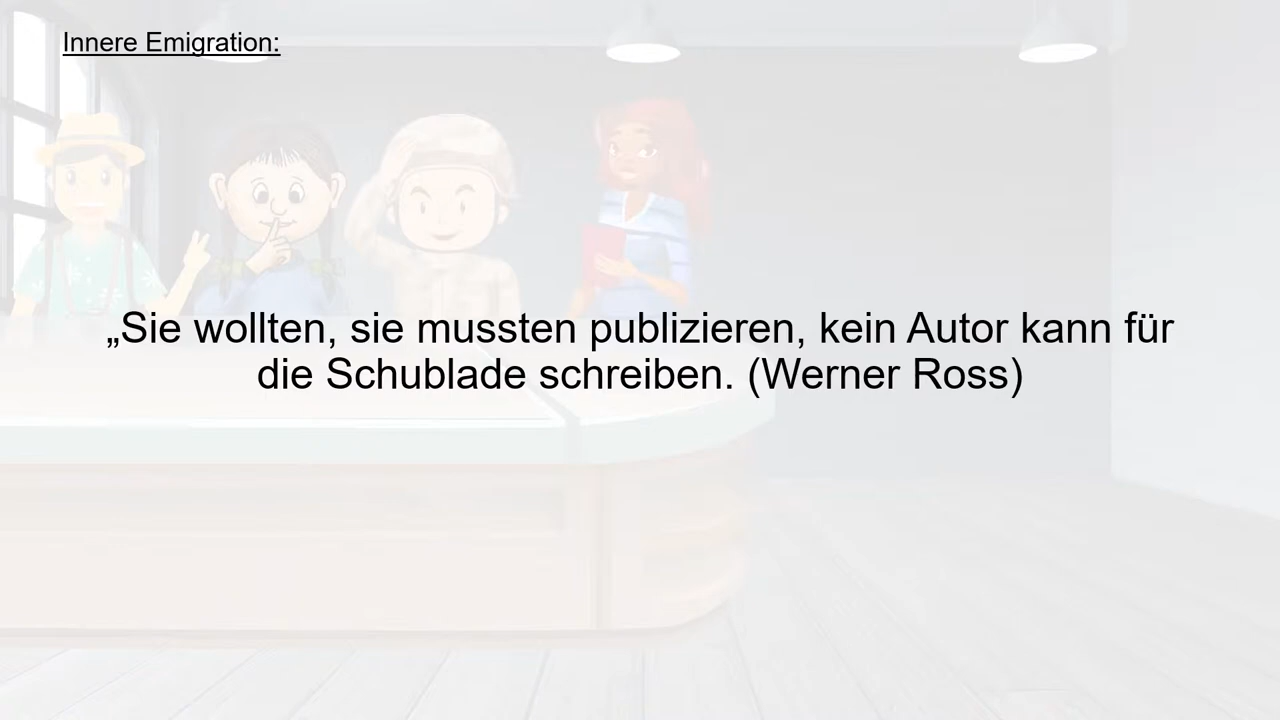 Innere Emigration:
„Sie wollten, sie mussten publizieren, kein Autor kann für
die Schublade schreiben. (Werner Ross)